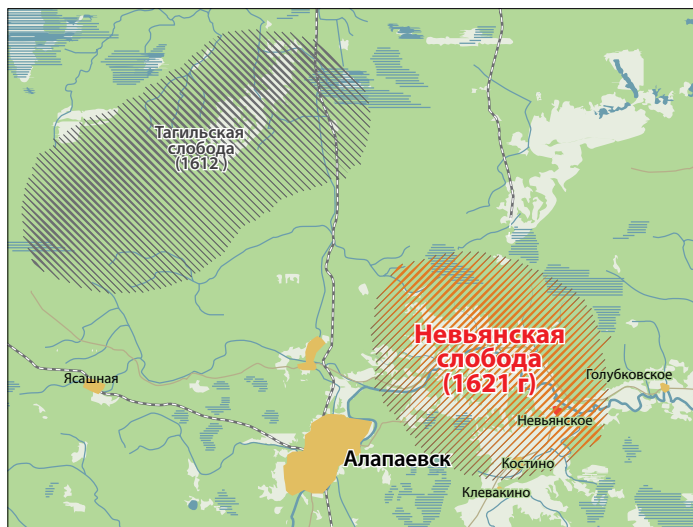 Тагильская
слобода
(1612)
Невьянская
слобода
(1621 г)
Голубковское
Ясашная
Невьянское
Алапаевск
Костино
Клевакино